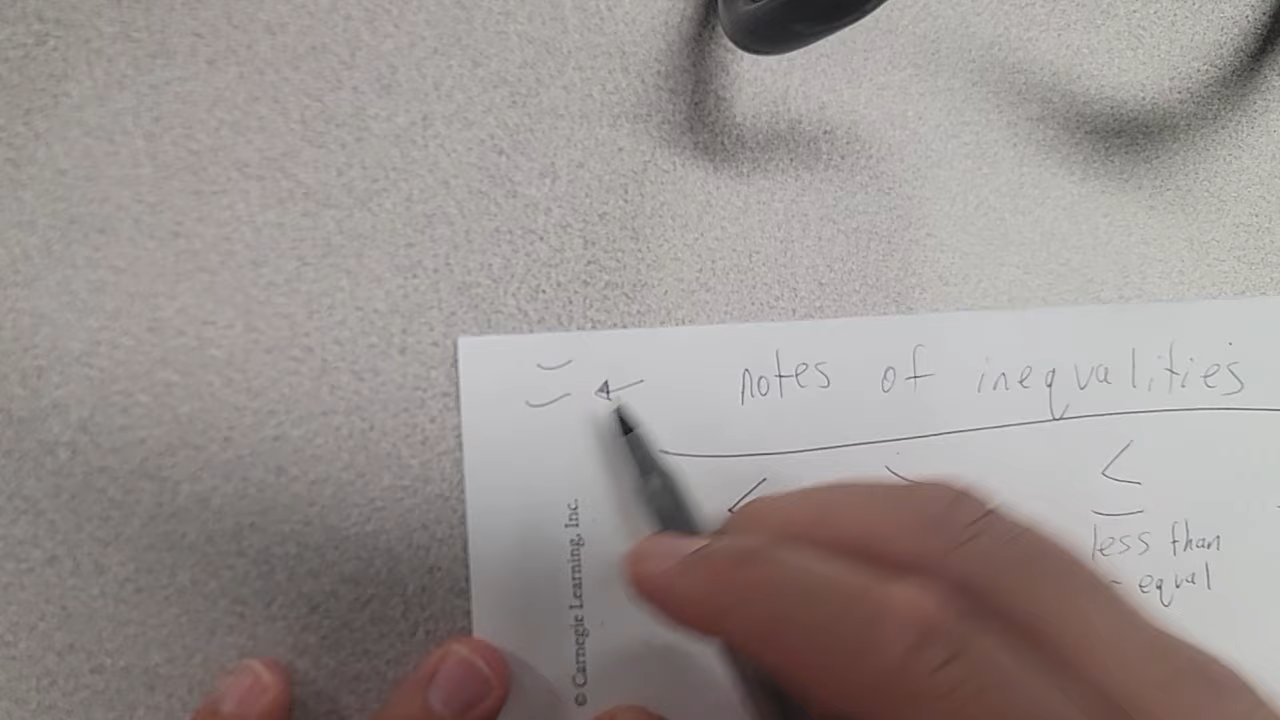 =
notes of inequalities
< ≤
less than
equal
© Carnegie Learning, Inc.